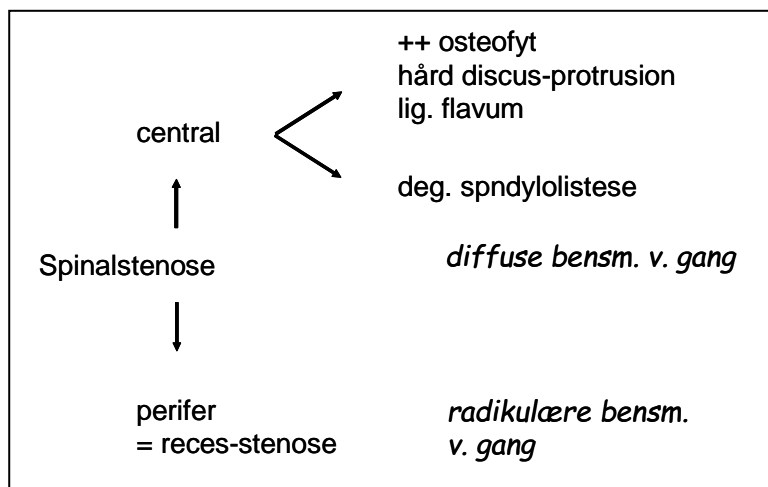 ++ osteofyt
hård discus-protrusion
lig. flavum
central
deg. spndylolistese
Spinalstenose
diffuse bensm. v. gang
perifer
= reces-stenose
radikulære bensm.
v. gang